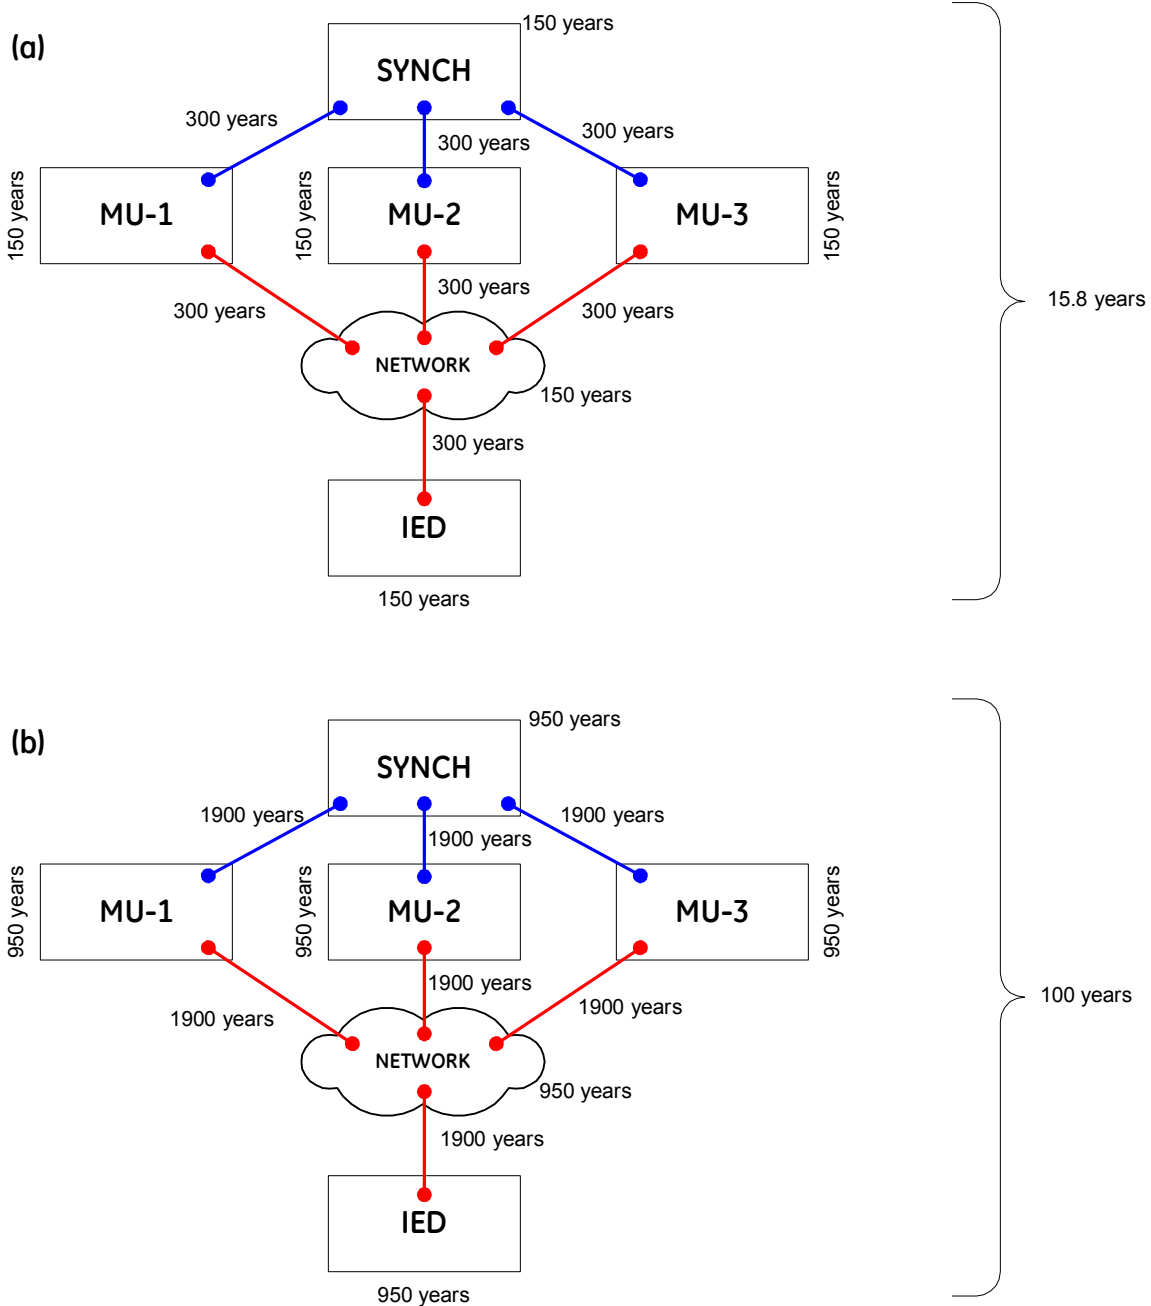 (a)
150 years
SYNCH
300 years
300 years
300 years
150 years
MU-1
150 years
MU-2
MU-3
150 years
300 years
300 years
300 years
15.8 years
NETWORK
150 years
300 years
IED
150 years
(b)
950 years
SYNCH
1900 years
1900 years
1900 years
950 years
MU-1
950 years
MU-2
MU-3
950 years
1900 years
1900 years
1900 years
100 years
NETWORK
950 years
1900 years
IED
950 years